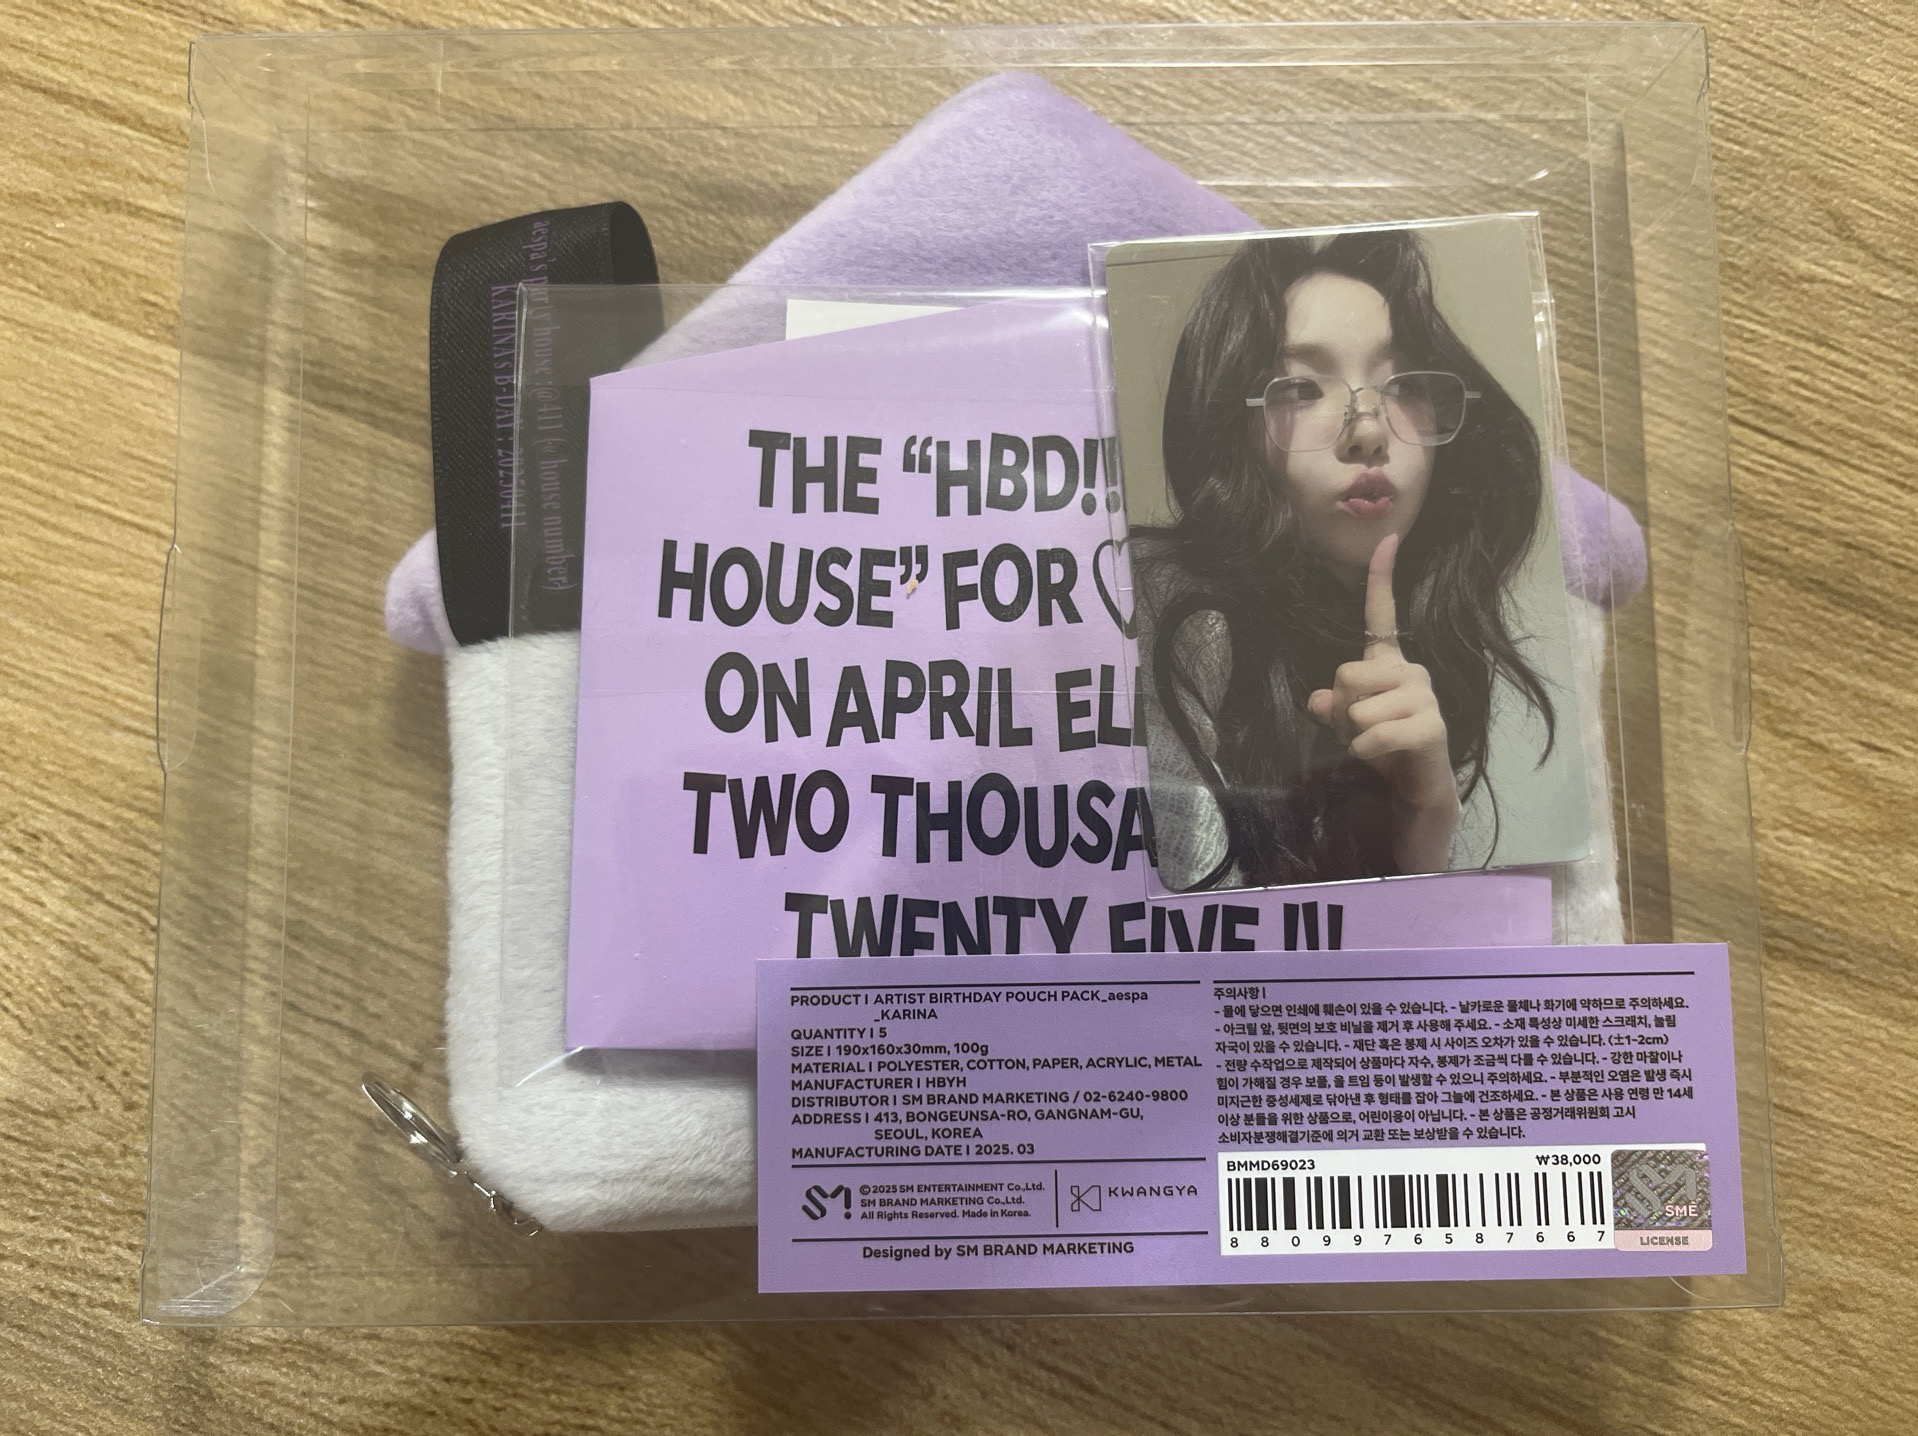 aespa's party house : @411 (« house number)
KARINA's B-DAY : 20250411
THE “HBD!!
HOUSE” FOR ♡
ON APRIL EL
TWO THOUSA
TWENTY FIVE !!!
PRODUCT | ARTIST BIRTHDAY POUCH PACK_aespa
_KARINA
QUANTITY | 5
SIZE | 190x160x30mm, 100g
MATERIAL | POLYESTER, COTTON, PAPER, ACRYLIC, METAL
MANUFACTURER | HBYH
DISTRIBUTOR | SM BRAND MARKETING / 02-6240-9800
ADDRESS | 413, BONGEUNSA-RO, GANGNAM-GU,
SEOUL, KOREA
MANUFACTURING DATE | 2025. 03
SM!
©2025 SM ENTERTAINMENT Co.,Ltd.
SM BRAND MARKETING Co.,Ltd.
All Rights Reserved. Made in Korea.
KWANGYA
Designed by SM BRAND MARKETING
주의사항 |
- 물에 닿으면 인쇄에 훼손이 있을 수 있습니다. - 날카로운 물체나 화기에 약하므로 주의하세요.
- 아크릴 앞, 뒷면의 보호 비닐을 제거 후 사용해 주세요. - 소재 특성상 미세한 스크래치, 눌림
자국이 있을 수 있습니다. - 재단 혹은 봉제 시 사이즈 오차가 있을 수 있습니다. (±1~2cm)
- 전량 수작업으로 제작되어 상품마다 자수, 봉제가 조금씩 다를 수 있습니다. - 강한 마찰이나
힘이 가해질 경우 보풀, 올 트임 등이 발생할 수 있으니 주의하세요. - 부분적인 오염은 발생 즉시
미지근한 중성세제로 닦아낸 후 형태를 잡아 그늘에 건조하세요. - 본 상품은 사용 연령 만 14세
이상 분들을 위한 상품으로, 어린이용이 아닙니다. - 본 상품은 공정거래위원회 고시
소비자분쟁해결기준에 의거 교환 또는 보상받을 수 있습니다.
BMMD69023 ₩38,000
8 809976 587667
SM
SME
LICENSE